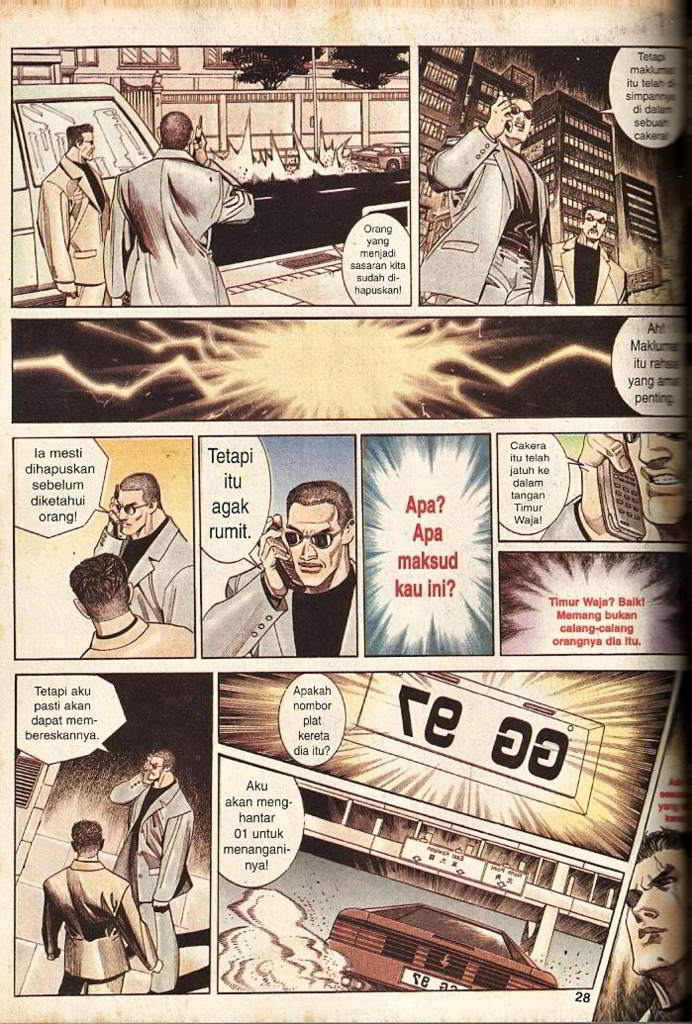 Orang
yang
menjadi
sasaran kita
sudah di-
hapuskan!
Tetapi
maklumat
itu telah di-
simpannya
di dalam
sebuah
cakera!
Ah!
Maklumat
itu rahsia
yang amat
penting.
Ia mesti
dihapuskan
sebelum
diketahui
orang!
Tetapi
itu
agak
rumit.
Apa?
Apa
maksud
kau ini?
Cakera
itu telah
jatuh ke
dalam
tangan
Timur
Waja!
Timur Waja? Baik!
Memang bukan
calang-calang
orangnya dia itu.
Tetapi aku
pasti akan
dapat mem-
bereskannya.
Apakah
nombor
plat
kereta
dia itu?
Aku
akan meng-
hantar
01 untuk
menangani-
nya!
28